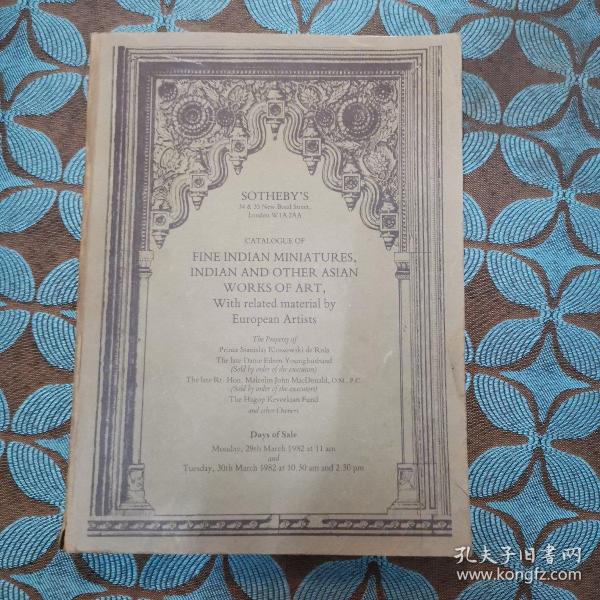 SOTHEBY'S
34 & 35 New Bond Street,
London W1A 2AA
CATALOGUE OF
FINE INDIAN MINIATURES,
INDIAN AND OTHER ASIAN
WORKS OF ART,
With related material by
European Artists
The Property of
Prince Stanislas Klossowski de Rola
The late Dame Eileen Younghusband
(Sold by order of the executors)
The late Rt. Hon. Malcolm John MacDonald, O.M., P.C.
(Sold by order of the executors)
The Hagop Kevorkian Fund
and other Owners
Days of Sale
Monday, 29th March 1982 at 11 am
and
Tuesday, 30th March 1982 at 10.30 am and 2.30 pm
孔夫子旧书网
www.kongfz.com